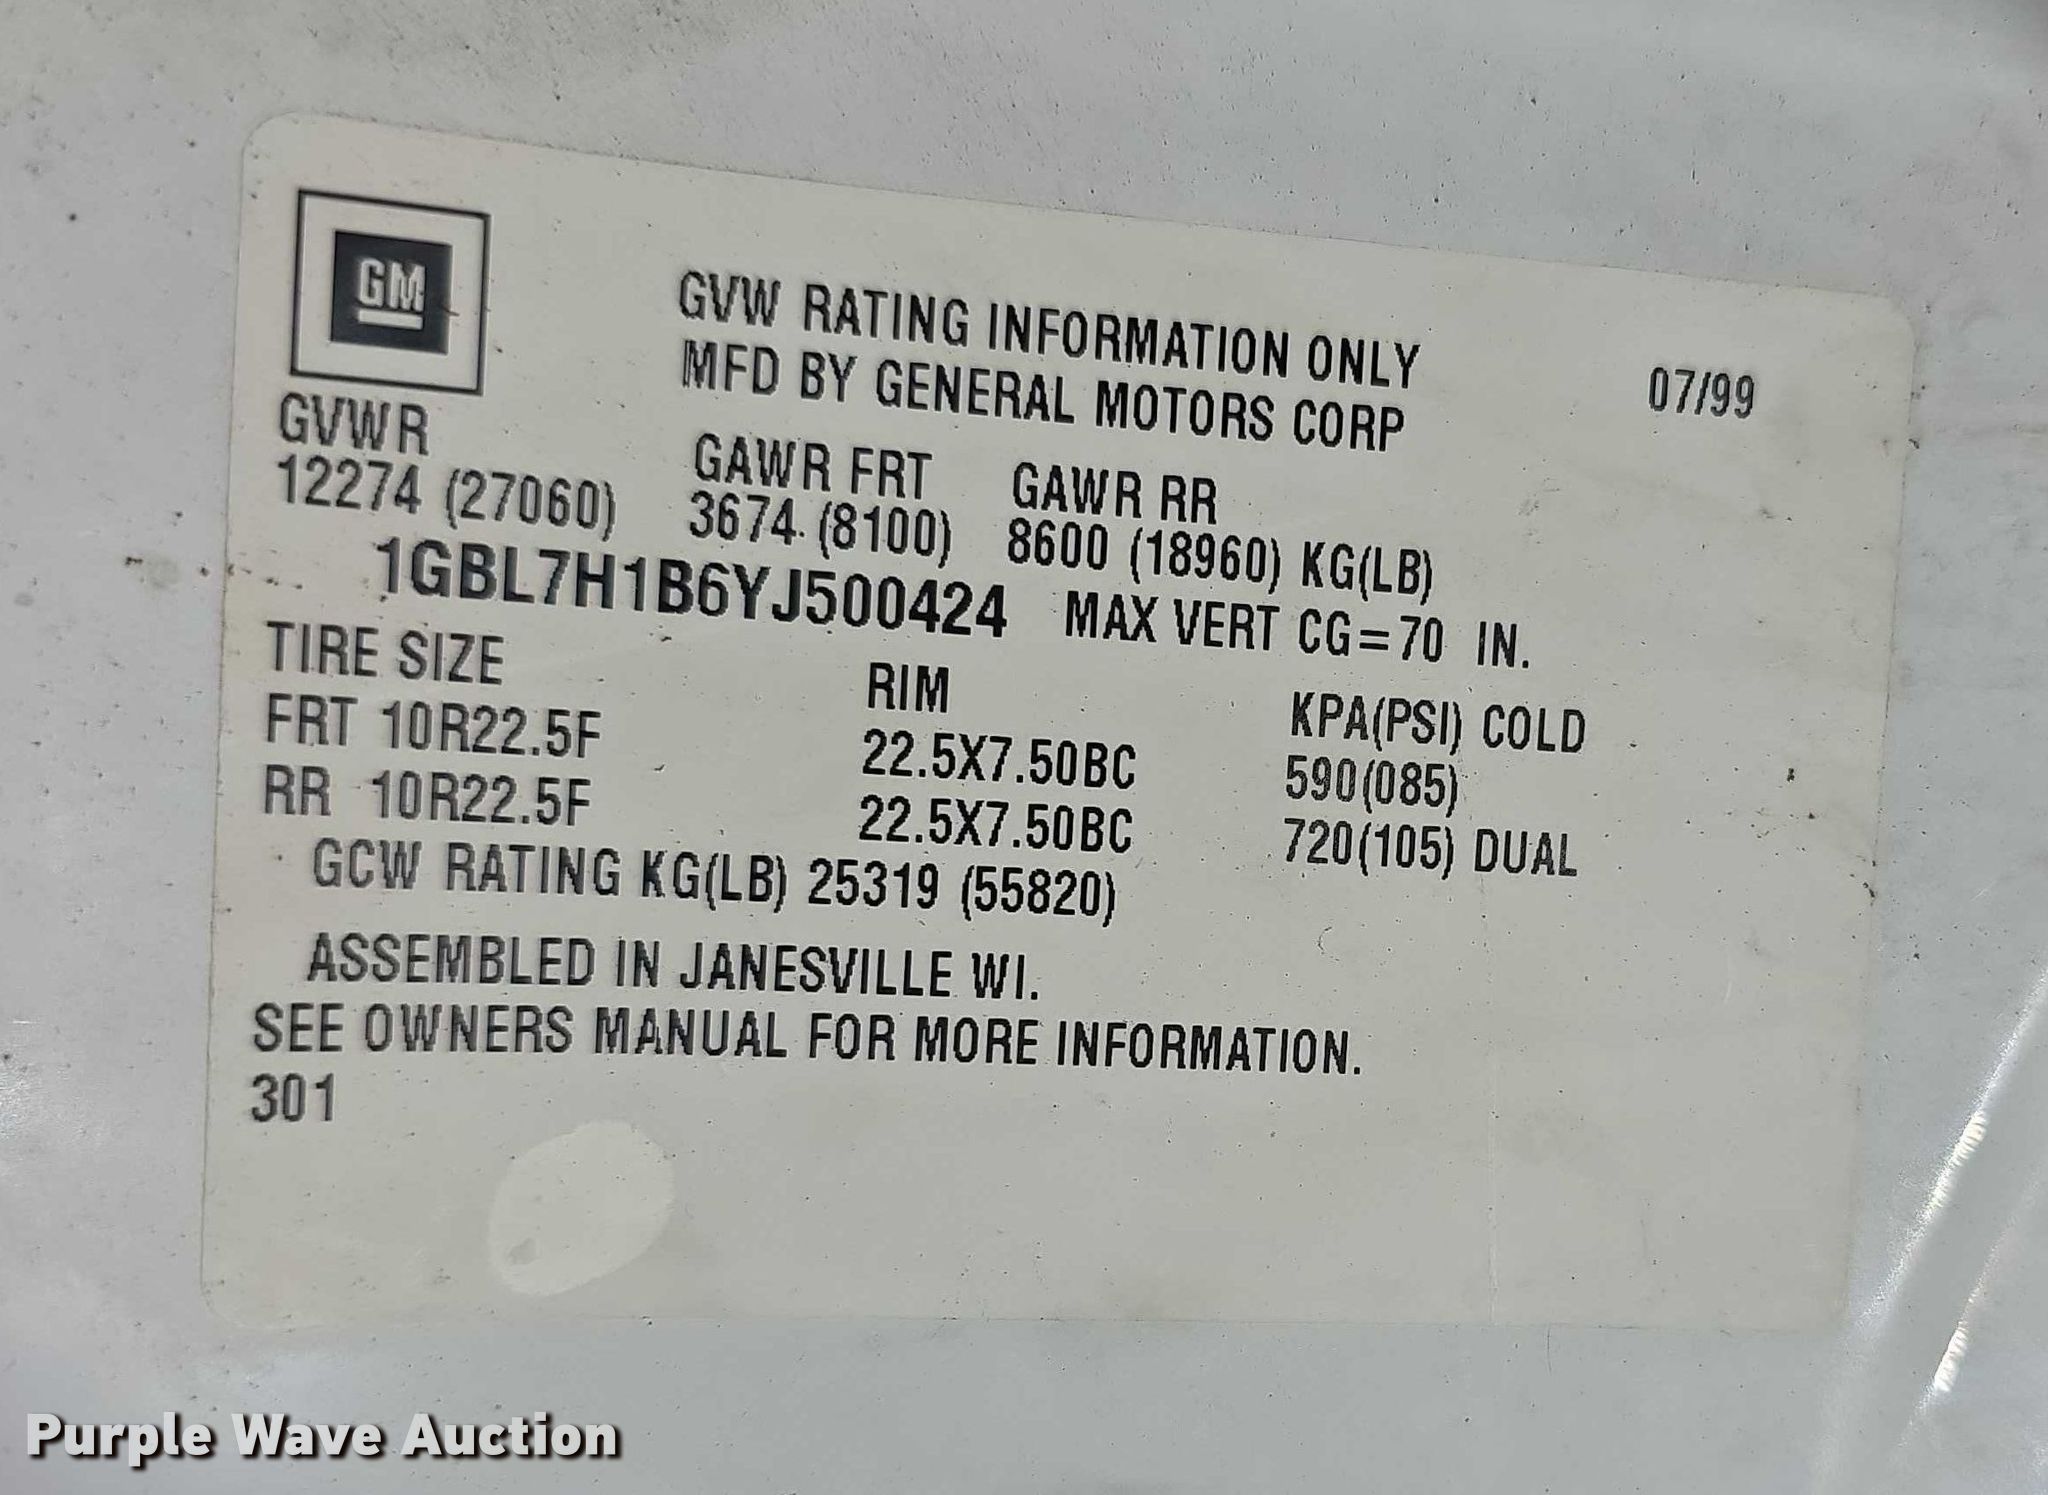 GM
GVW RATING INFORMATION ONLY
MFD BY GENERAL MOTORS CORP 07/99
GVWR GAWR FRT GAWR RR
12274 (27060) 3674 (8100) 8600 (18960) KG(LB)
1GBL7H1B6YJ500424 MAX VERT CG=70 IN.
TIRE SIZE RIM KPA(PSI) COLD
FRT 10R22.5F 22.5X7.50BC 590(085)
RR 10R22.5F 22.5X7.50BC 720(105) DUAL
GCW RATING KG(LB) 25319 (55820)
ASSEMBLED IN JANESVILLE WI.
SEE OWNERS MANUAL FOR MORE INFORMATION.
301
Purple Wave Auction